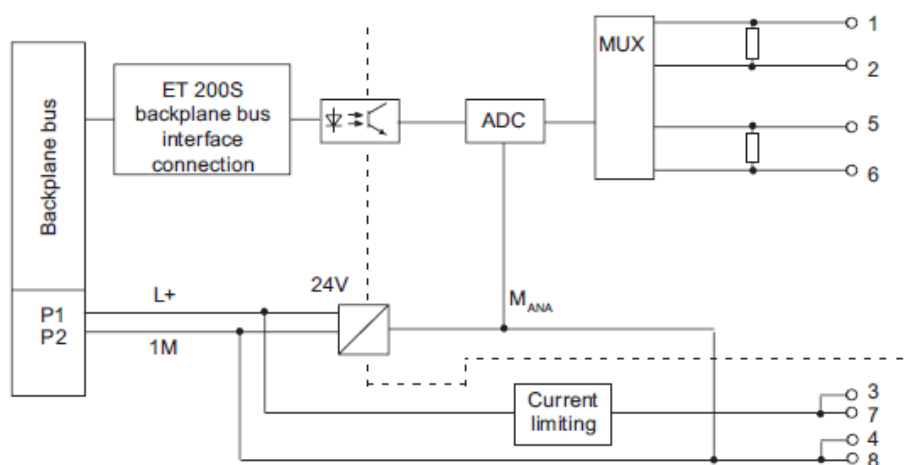 Backplane bus
P1
P2
ET 200S
backplane bus
interface
connection
ADC
MUX
1
2
5
6
L+
1M
24V
M ANA
Current
limiting
3
7
4
8